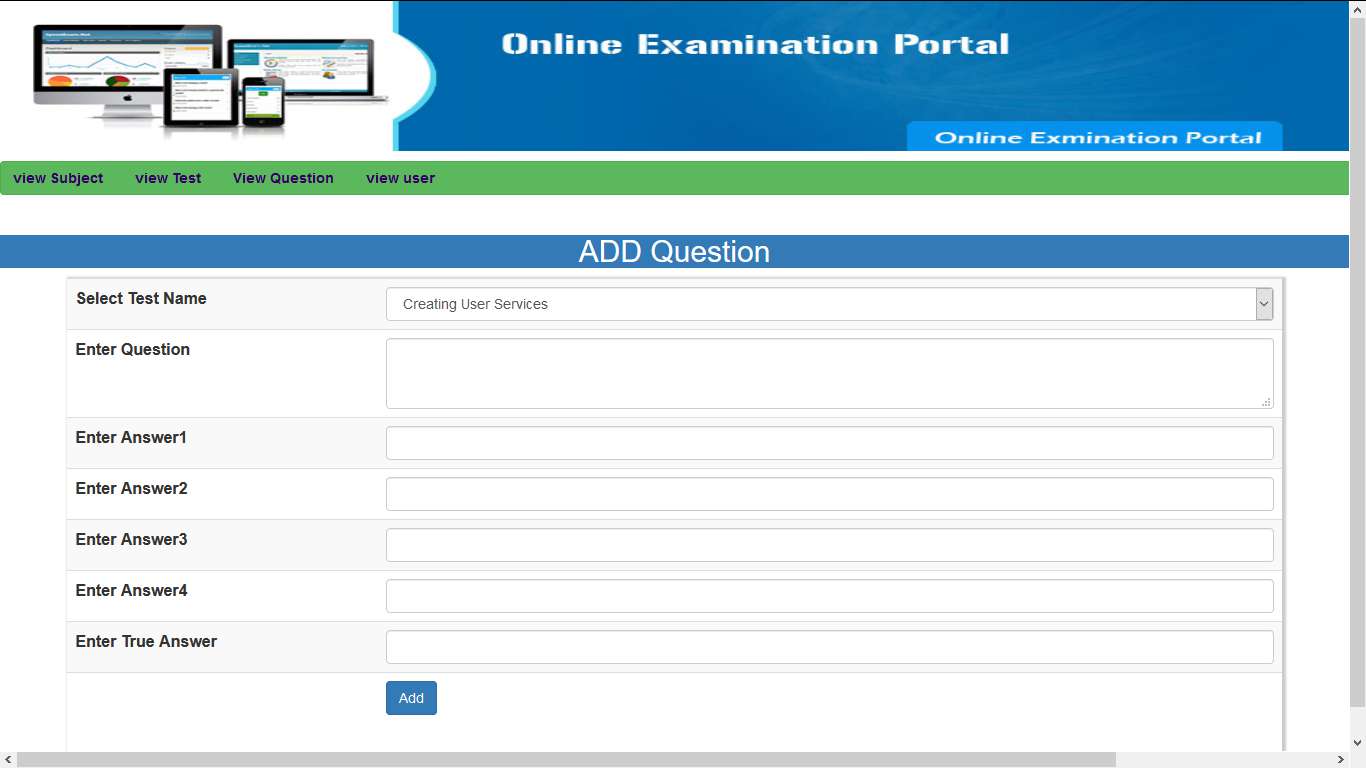 Online Examination Portal
Online Exmination Portal
view Subject view Test View Question view user
ADD Question
Select Test Name
Creating User Services
Enter Question
Enter Answer1
Enter Answer2
Enter Answer3
Enter Answer4
Enter True Answer
Add